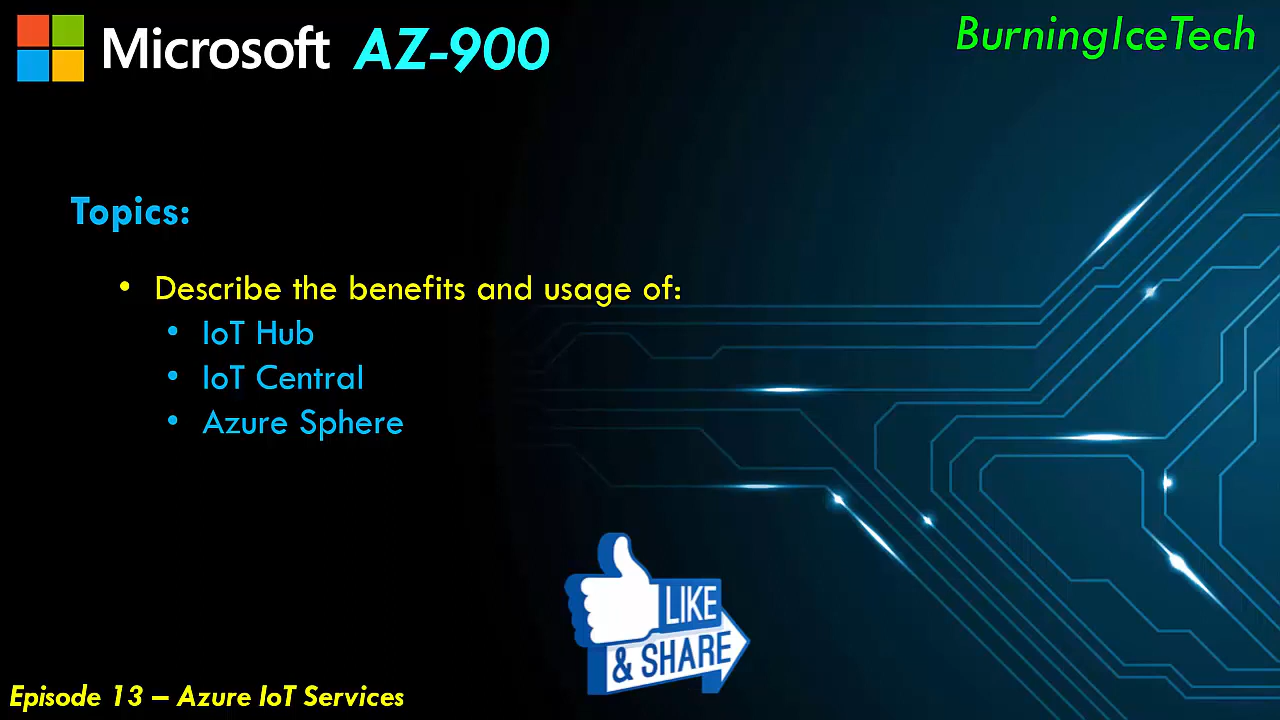 Microsoft AZ-900
BurningIceTech
Topics:
• Describe the benefits and usage of:
• IoT Hub
• IoT Central
• Azure Sphere
LIKE
& SHARE
Episode 13 – Azure IoT Services